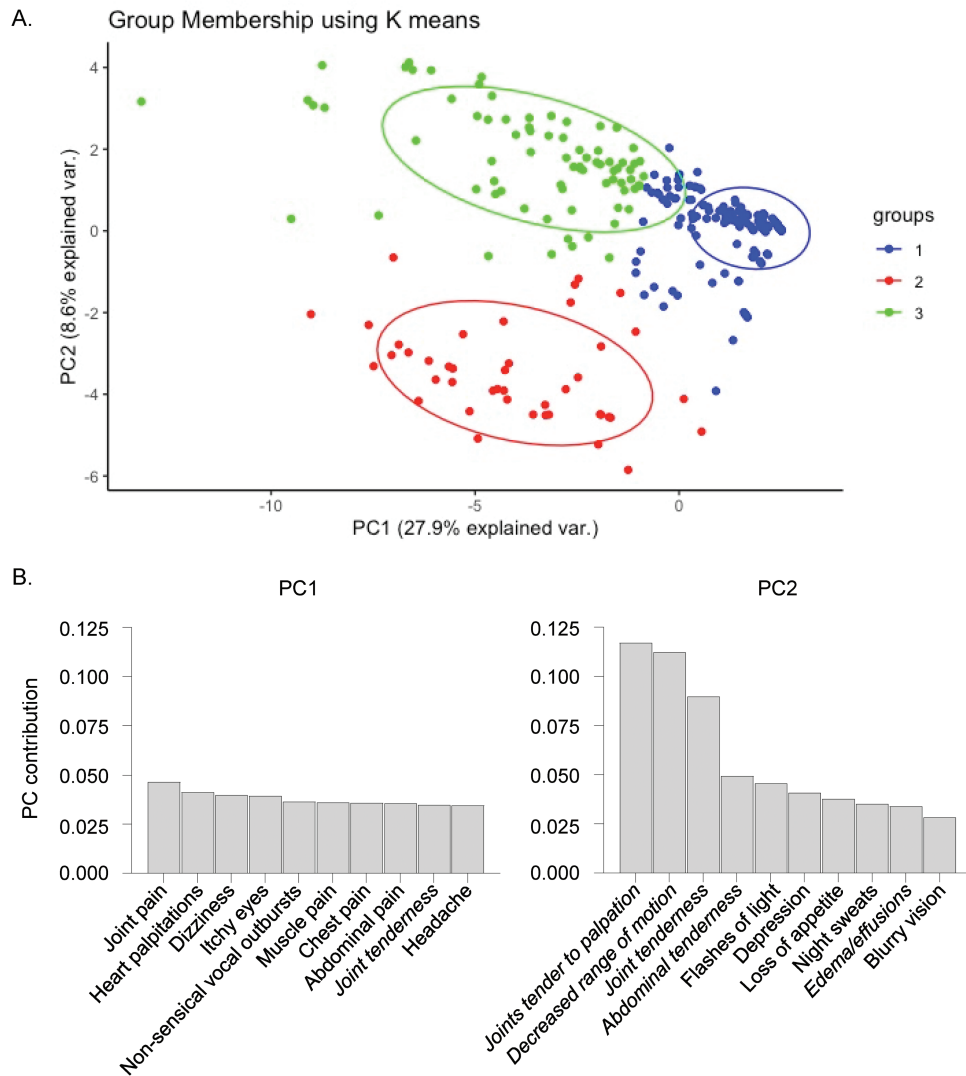 A.
Group Membership using K means
PC2 (8.6% explained var.)
4
2
0
-2
-4
-6
-10
-5
0
PC1 (27.9% explained var.)
groups
1
2
3
B.
PC1
PC contribution
0.125
0.100
0.075
0.050
0.025
0.000
Joint pain
Heart palpitations
Dizziness
Itchy eyes
Non-sensical vocal outbursts
Muscle pain
Chest pain
Abdominal pain
Joint tenderness
Headache
PC2
0.125
0.100
0.075
0.050
0.025
0.000
Joints tender to palpation
Decreased range of motion
Joint tenderness
Abdominal tenderness
Flashes of light
Depression
Loss of appetite
Night sweats
Edema/effusions
Blurry vision